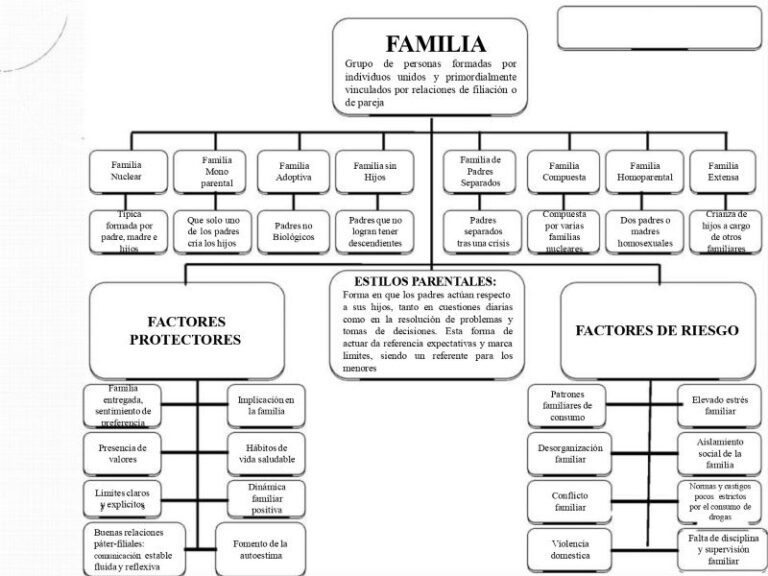 FAMILIA
Grupo de personas formadas por
individuos unidos y primordialmente
vinculados por relaciones de filiación o
de pareja
Familia
Nuclear
Familia
Mono
parental
Familia
Adoptiva
Familia sin
Hijos
Familia de
Padres
Separados
Familia
Compuesta
Familia
Homoparental
Familia
Extensa
Típica
formada por
padre, madre e
hijos
Que solo uno
de los padres
cría los hijos
Padres no
Biológicos
Padres que no
logran tener
descendientes
Padres
separados
tras una crisis
Compuesta
por varias
familias
nucleares
Dos padres o
madres
homosexuales
Crianza de
hijos a cargo
de otros
familiares
FACTORES
PROTECTORES
ESTILOS PARENTALES:
Forma en que los padres actúan respecto
a sus hijos, tanto en cuestiones diarias
como en la resolución de problemas y
tomas de decisiones. Esta forma de
actuar da referencia expectativas y marca
limites, siendo un referente para los
menores
FACTORES DE RIESGO
Familia
entregada,
sentimiento de
preferencia
Implicación en
la familia
Presencia de
valores
Hábitos de
vida saludable
Limites claros
y explícitos
Dinámica
familiar
positiva
Buenas relaciones
páter-filiales:
comunicación estable
fluida y reflexiva
Fomento de la
autoestima
Patrones
familiares de
consumo
Elevado estrés
familiar
Desorganización
familiar
Aislamiento
social de la
familia
Conflicto
familiar
Normas y castigos
pocos estrictos
por el consumo de
drogas
Violencia
domestica
Falta de disciplina
y supervisión
familiar